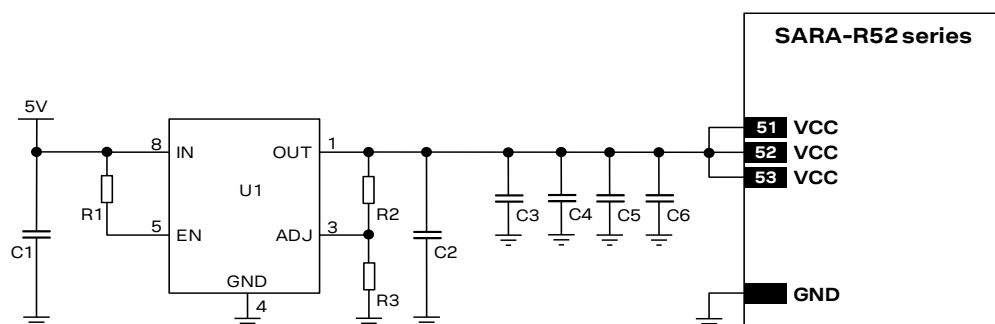 SARA-R52 series
5V
8 IN OUT 1
U1
R1
R2
5 EN ADJ 3
C1
GND
4
R3
C2
C3 C4 C5 C6
51 VCC
52 VCC
53 VCC
GND